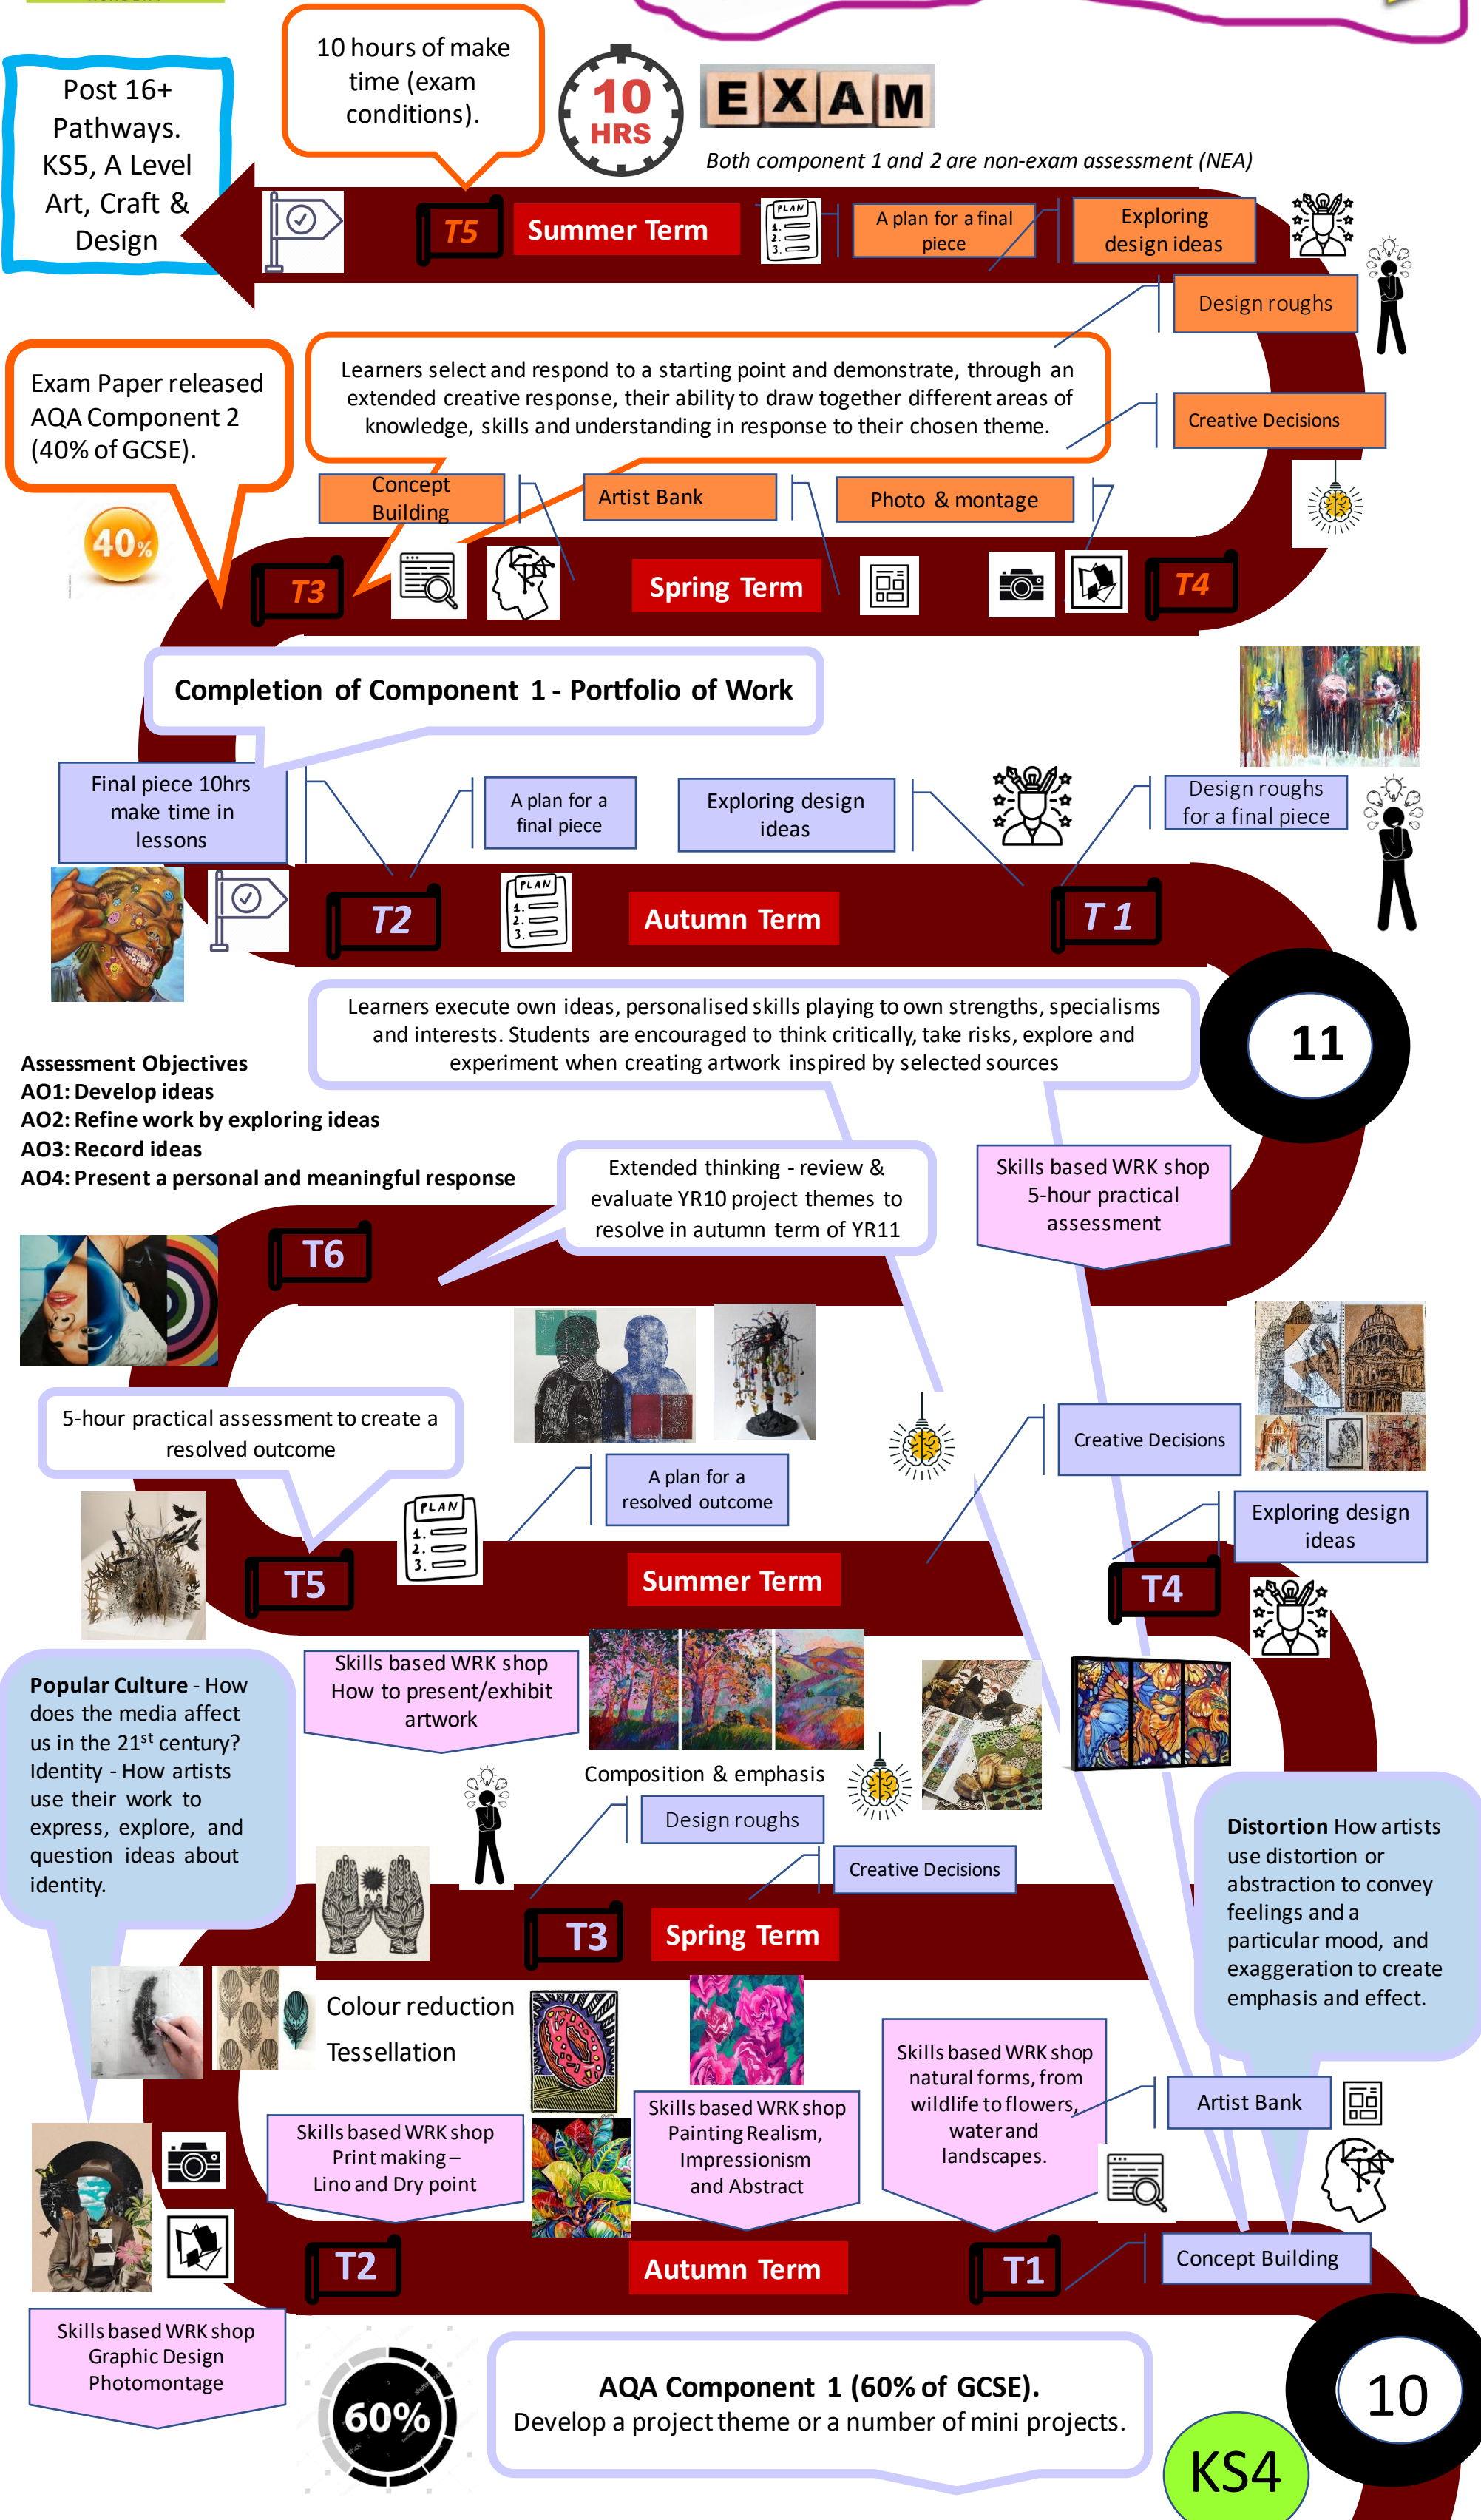 10 hours of make
time (exam
conditions).
Post 16+
Pathways.
KS5, A Level
Art, Craft &
Design
10
HRS
E X A M
Both component 1 and 2 are non-exam assessment (NEA)
T5
Summer Term
PLAN
1.
2.
3.
A plan for a final
piece
Exploring
design ideas
Design roughs
Exam Paper released
AQA Component 2
(40% of GCSE).
Learners select and respond to a starting point and demonstrate, through an
extended creative response, their ability to draw together different areas of
knowledge, skills and understanding in response to their chosen theme.
Creative Decisions
Concept
Building
Artist Bank
Photo & montage
40%
T3
Spring Term
T4
Completion of Component 1 - Portfolio of Work
Final piece 10hrs
make time in
lessons
A plan for a
final piece
Exploring design
ideas
Design roughs
for a final piece
T2
PLAN
1.
2.
3.
Autumn Term
T 1
Learners execute own ideas, personalised skills playing to own strengths, specialisms
and interests. Students are encouraged to think critically, take risks, explore and
experiment when creating artwork inspired by selected sources
11
Assessment Objectives
AO1: Develop ideas
AO2: Refine work by exploring ideas
AO3: Record ideas
AO4: Present a personal and meaningful response
Extended thinking - review &
evaluate YR10 project themes to
resolve in autumn term of YR11
Skills based WRK shop
5-hour practical
assessment
T6
5-hour practical assessment to create a
resolved outcome
Creative Decisions
A plan for a
resolved outcome
Exploring design
ideas
PLAN
1.
2.
3.
T5
Summer Term
T4
Skills based WRK shop
How to present/exhibit
artwork
Popular Culture - How
does the media affect
us in the 21st century?
Identity - How artists
use their work to
express, explore, and
question ideas about
identity.
Composition & emphasis
Design roughs
Creative Decisions
Distortion How artists
use distortion or
abstraction to convey
feelings and a
particular mood, and
exaggeration to create
emphasis and effect.
T3
Spring Term
Colour reduction
Tessellation
Skills based WRK shop
natural forms, from
wildlife to flowers,
water and
landscapes.
Artist Bank
Skills based WRK shop
Print making –
Lino and Dry point
Skills based WRK shop
Painting Realism,
Impressionism
and Abstract
T2
Autumn Term
T1
Concept Building
Skills based WRK shop
Graphic Design
Photomontage
60%
AQA Component 1 (60% of GCSE).
Develop a project theme or a number of mini projects.
10
KS4